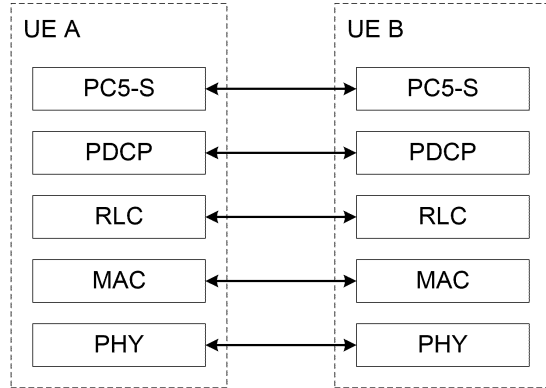 UE A
UE B
PC5-S
PC5-S
PDCP
PDCP
RLC
RLC
MAC
MAC
PHY
PHY